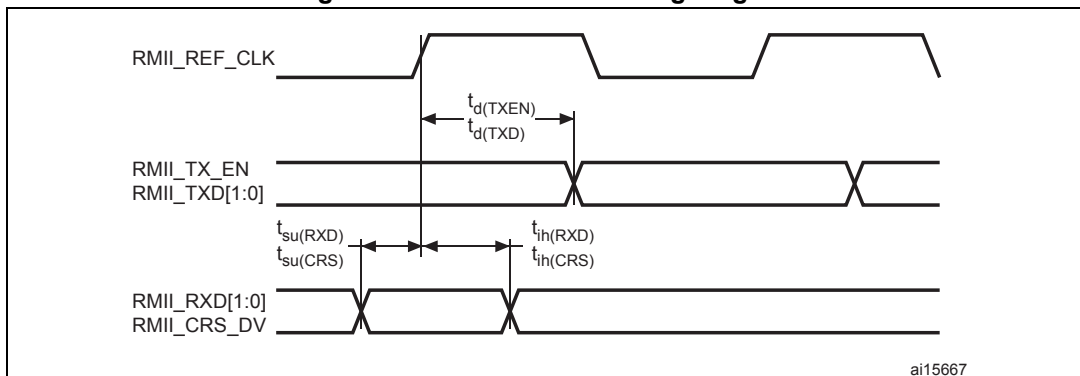 RMII_REF_CLK
td(TXEN)
td(TXD)
RMII_TX_EN
RMII_TXD[1:0]
tsu(RXD)
tsu(CRS)
tih(RXD)
tih(CRS)
RMII_RXD[1:0]
RMII_CRS_DV
ai15667